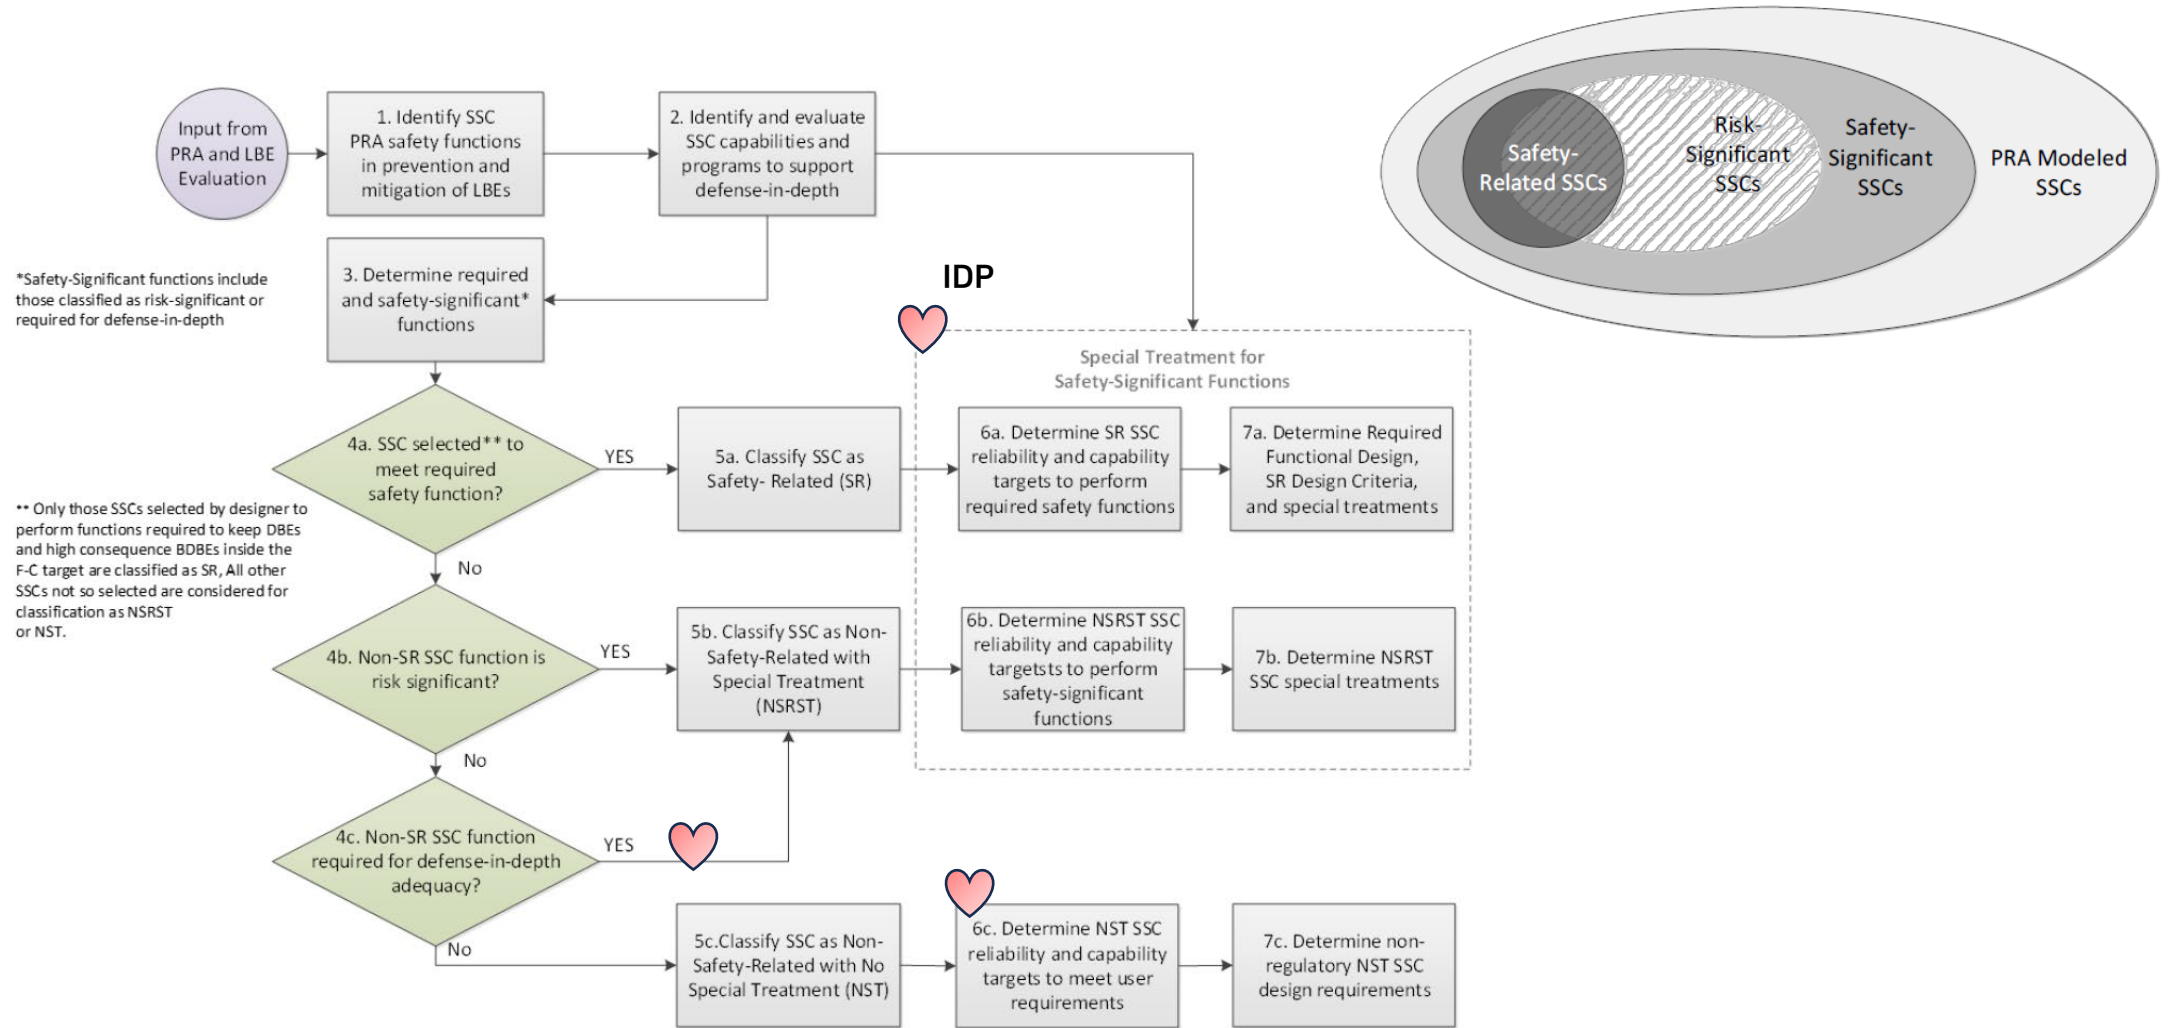 Input from
PRA and LBE
Evaluation
1. Identify SSC
PRA safety functions
in prevention and
mitigation of LBEs
2. Identify and evaluate
SSC capabilities and
programs to support
defense-in-depth
Safety-
Related SSCs
Risk-
Significant
SSCs
Safety-
Significant
SSCs
PRA Modeled
SSCs
*Safety-Significant functions include
those classified as risk-significant or
required for defense-in-depth
3. Determine required
and safety-significant*
functions
IDP
Special Treatment for
Safety-Significant Functions
4a. SSC selected** to
meet required
safety function?
YES
5a. Classify SSC as
Safety- Related (SR)
6a. Determine SR SSC
reliability and capability
targets to perform
required safety functions
7a. Determine Required
Functional Design,
SR Design Criteria,
and special treatments
** Only those SSCs selected by designer to
perform functions required to keep DBEs
and high consequence BDBEs inside the
F-C target are classified as SR, All other
SSCs not so selected are considered for
classification as NSRST
or NST.
No
4b. Non-SR SSC function is
risk significant?
YES
5b. Classify SSC as Non-
Safety-Related with
Special Treatment
(NSRST)
6b. Determine NSRST SSC
reliability and capability
targetsts to perform
safety-significant
functions
7b. Determine NSRST
SSC special treatments
No
4c. Non-SR SSC function
required for defense-in-depth
adequacy?
YES
No
5c.Classify SSC as Non-
Safety-Related with No
Special Treatment (NST)
6c. Determine NST SSC
reliability and capability
targets to meet user
requirements
7c. Determine non-
regulatory NST SSC
design requirements